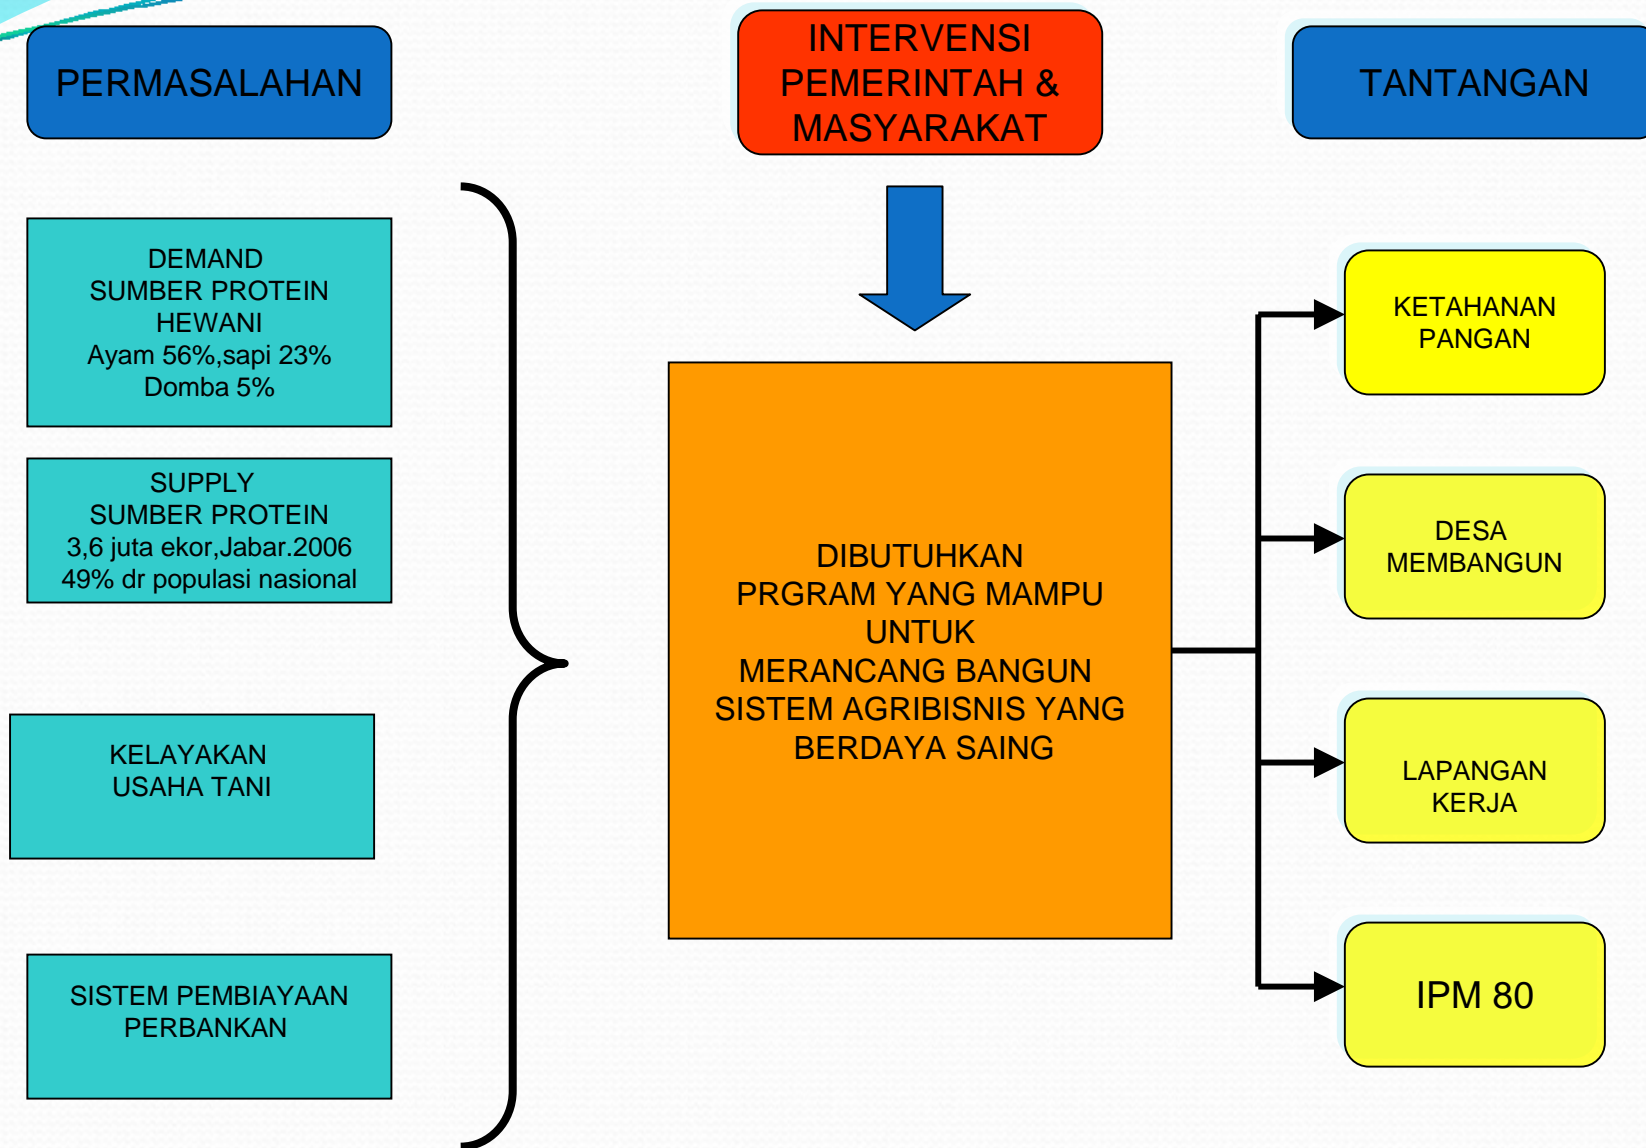 PERMASALAHAN
INTERVENSI
PEMERINTAH &
MASYARAKAT
TANTANGAN
DEMAND
SUMBER PROTEIN
HEWANI
Ayam 56%,sapi 23%
Domba 5%
SUPPLY
SUMBER PROTEIN
3,6 juta ekor,Jabar.2006
49% dr populasi nasional
KELAYAKAN
USAHA TANI
SISTEM PEMBIAYAAN
PERBANKAN
DIBUTUHKAN
PRGRAM YANG MAMPU
UNTUK
MERANCANG BANGUN
SISTEM AGRIBISNIS YANG
BERDAYA SAING
KETAHANAN
PANGAN
DESA
MEMBANGUN
LAPANGAN
KERJA
IPM 80